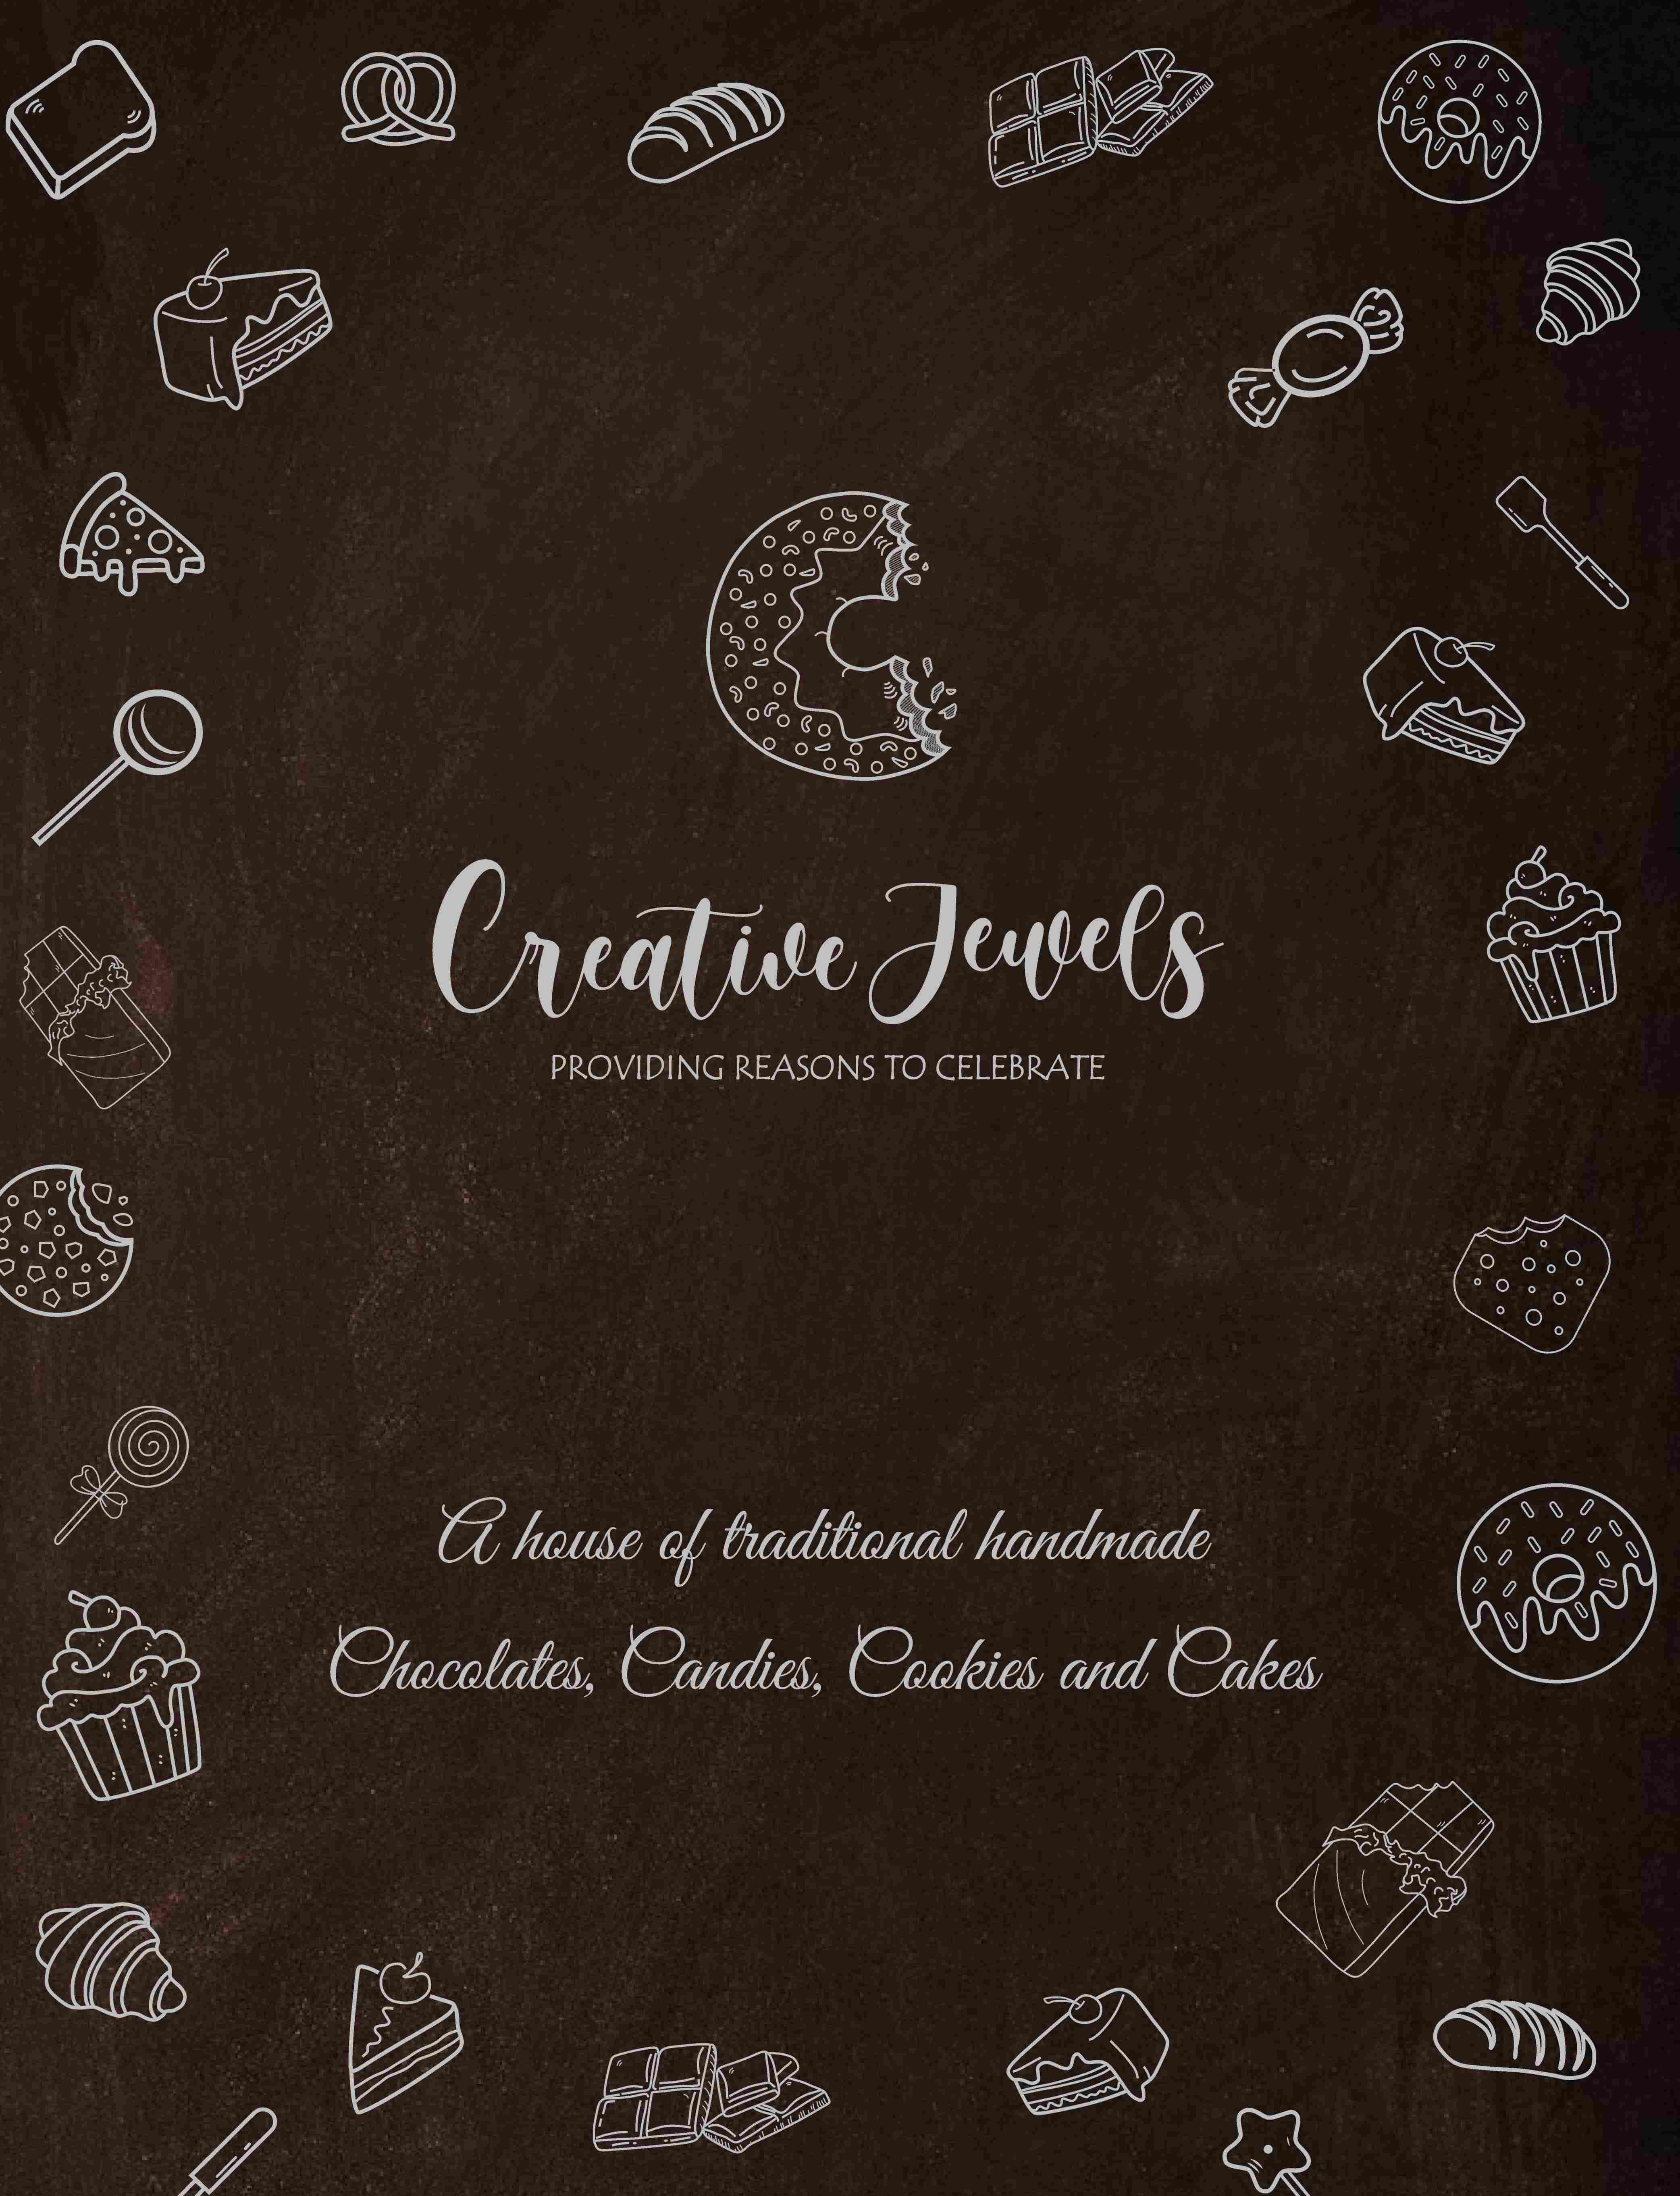 Creative Jewels
PROVIDING REASONS TO CELEBRATE
A house of traditional handmade
Chocolates, Candies, Cookies and Cakes